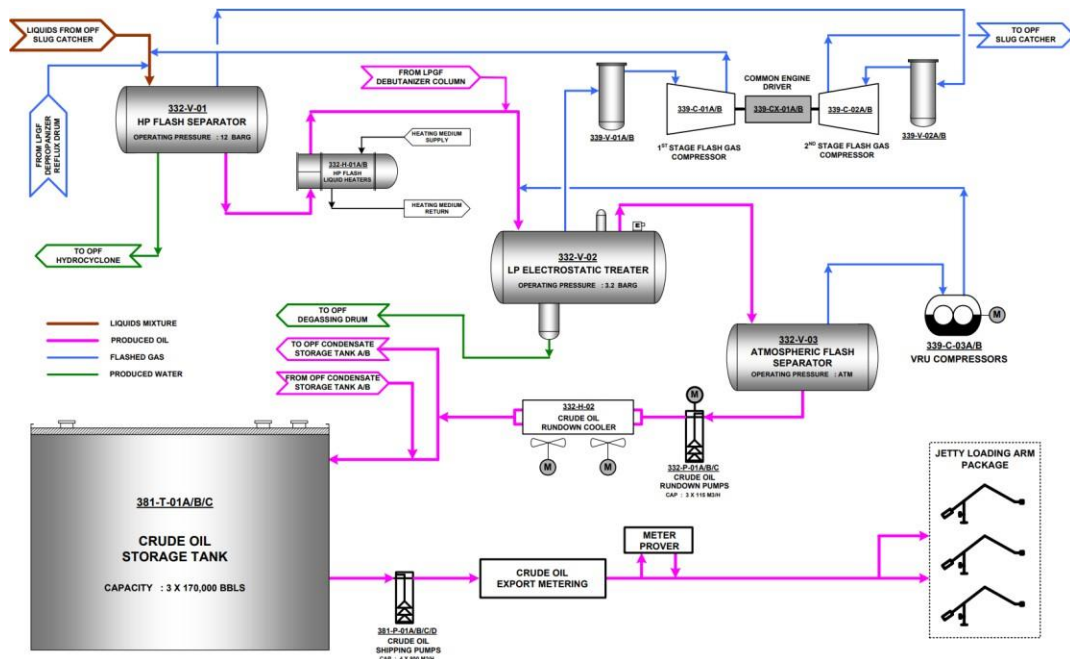 LIQUIDS FROM OPF
SLUG CATCHER
TO OPF
SLUG CATCHER
FROM LPGF
DEPROPANIZER
REFLUX DRUM
332-V-01
HP FLASH SEPARATOR
OPERATING PRESSURE : 12 BARG
FROM LPGF
DEBUTANIZER COLUMN
HEATING MEDIUM
SUPPLY
332-H-01A/B
HP FLASH
LIQUID HEATERS
HEATING MEDIUM
RETURN
339-V-01A/B
339-C-01A/B
1ST STAGE FLASH GAS
COMPRESSOR
COMMON ENGINE
DRIVER
339-CX-01A/B
339-C-02A/B
2ND STAGE FLASH GAS
COMPRESSOR
339-V-02A/B
TO OPF
HYDROCYCLONE
332-V-02
LP ELECTROSTATIC TREATER
OPERATING PRESSURE : 3.2 BARG
E
TO OPF
DEGASSING DRUM
LIQUIDS MIXTURE
PRODUCED OIL
FLASHED GAS
PRODUCED WATER
TO OPF CONDENSATE
STORAGE TANK A/B
FROM OPF CONDENSATE
STORAGE TANK A/B
332-V-03
ATMOSPHERIC FLASH
SEPARATOR
OPERATING PRESSURE : ATM
M
339-C-03A/B
VRU COMPRESSORS
332-H-02
CRUDE OIL
RUNDOWN COOLER
M
M
M
332-P-01A/B/C
CRUDE OIL
RUNDOWN PUMPS
CAP : 3 X 115 M3/H
381-T-01A/B/C
CRUDE OIL
STORAGE TANK
CAPACITY : 3 X 170,000 BBLS
381-P-01A/B/C/D
CRUDE OIL
SHIPPING PUMPS
CRUDE OIL
EXPORT METERING
METER
PROVER
JETTY LOADING ARM
PACKAGE